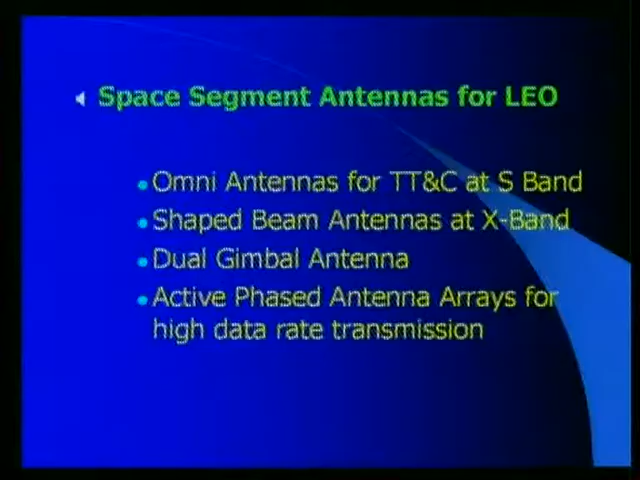 Space Segment Antennas for LEO
Omni Antennas for TT&C at S Band
Shaped Beam Antennas at X-Band
Dual Gimbal Antenna
Active Phased Antenna Arrays for
high data rate transmission